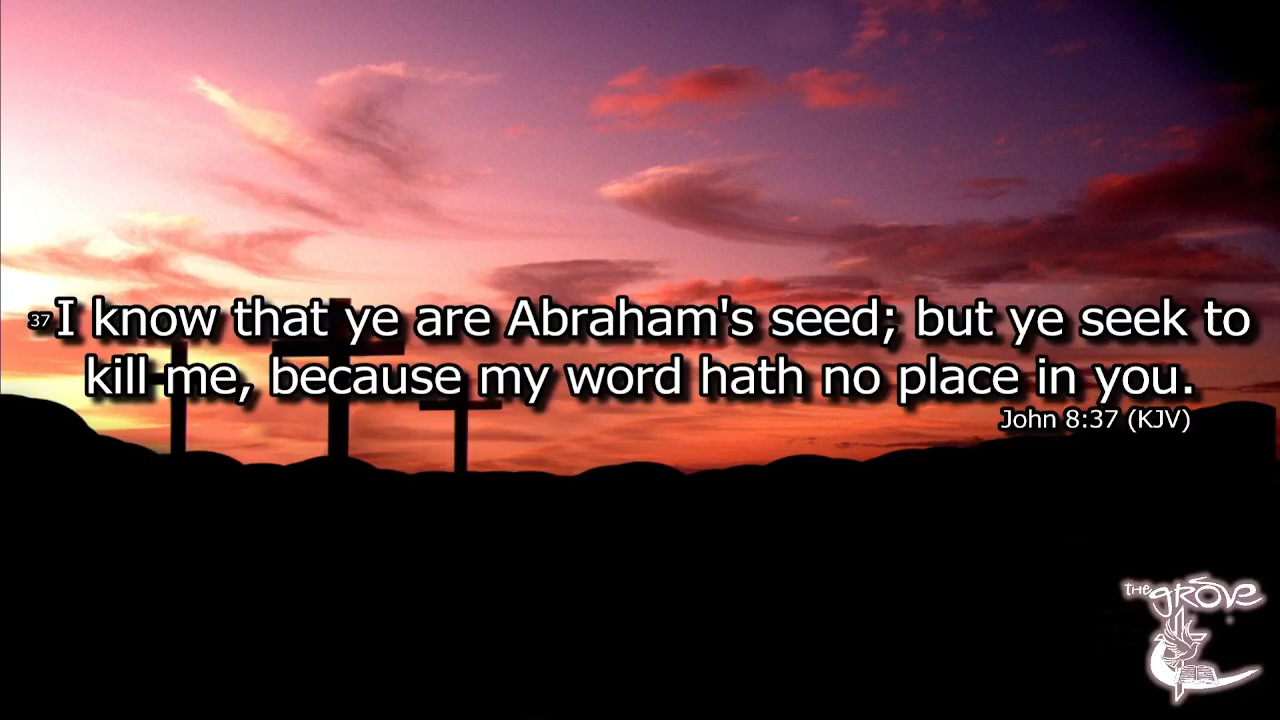 37 I know that ye are Abraham's seed; but ye seek to
kill me, because my word hath no place in you.
John 8:37 (KJV)
the grove